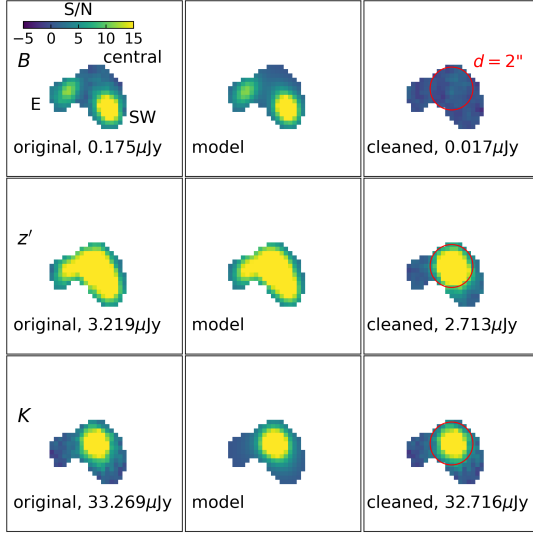 S/N
−5 0 5 10 15
central
B
E
SW
original, 0.175μJy
model
d = 2"
cleaned, 0.017μJy
z′
original, 3.219μJy
model
cleaned, 2.713μJy
K
original, 33.269μJy
model
cleaned, 32.716μJy